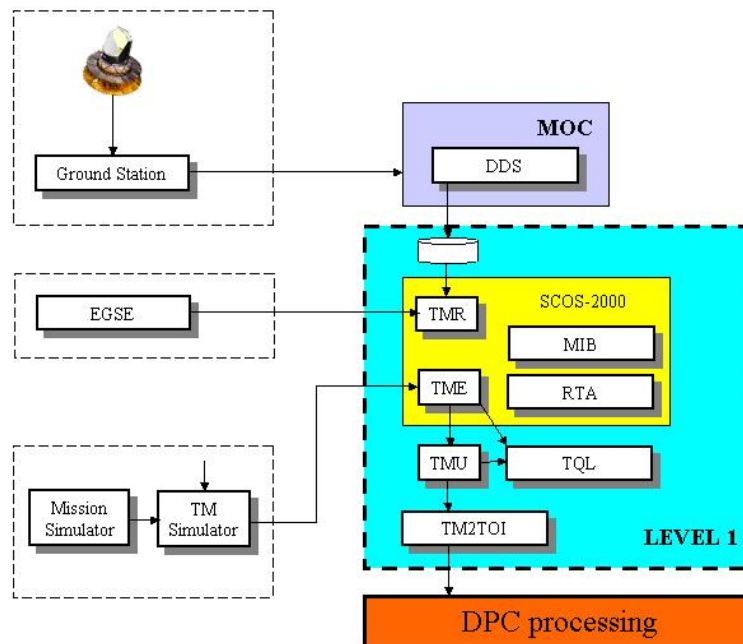 MOC
Ground Station
DDS
EGSE
SCOS-2000
TMR
MIB
TME
RTA
TMU
TQL
Mission
Simulator
TM
Simulator
TM2TOI
LEVEL 1
DPC processing